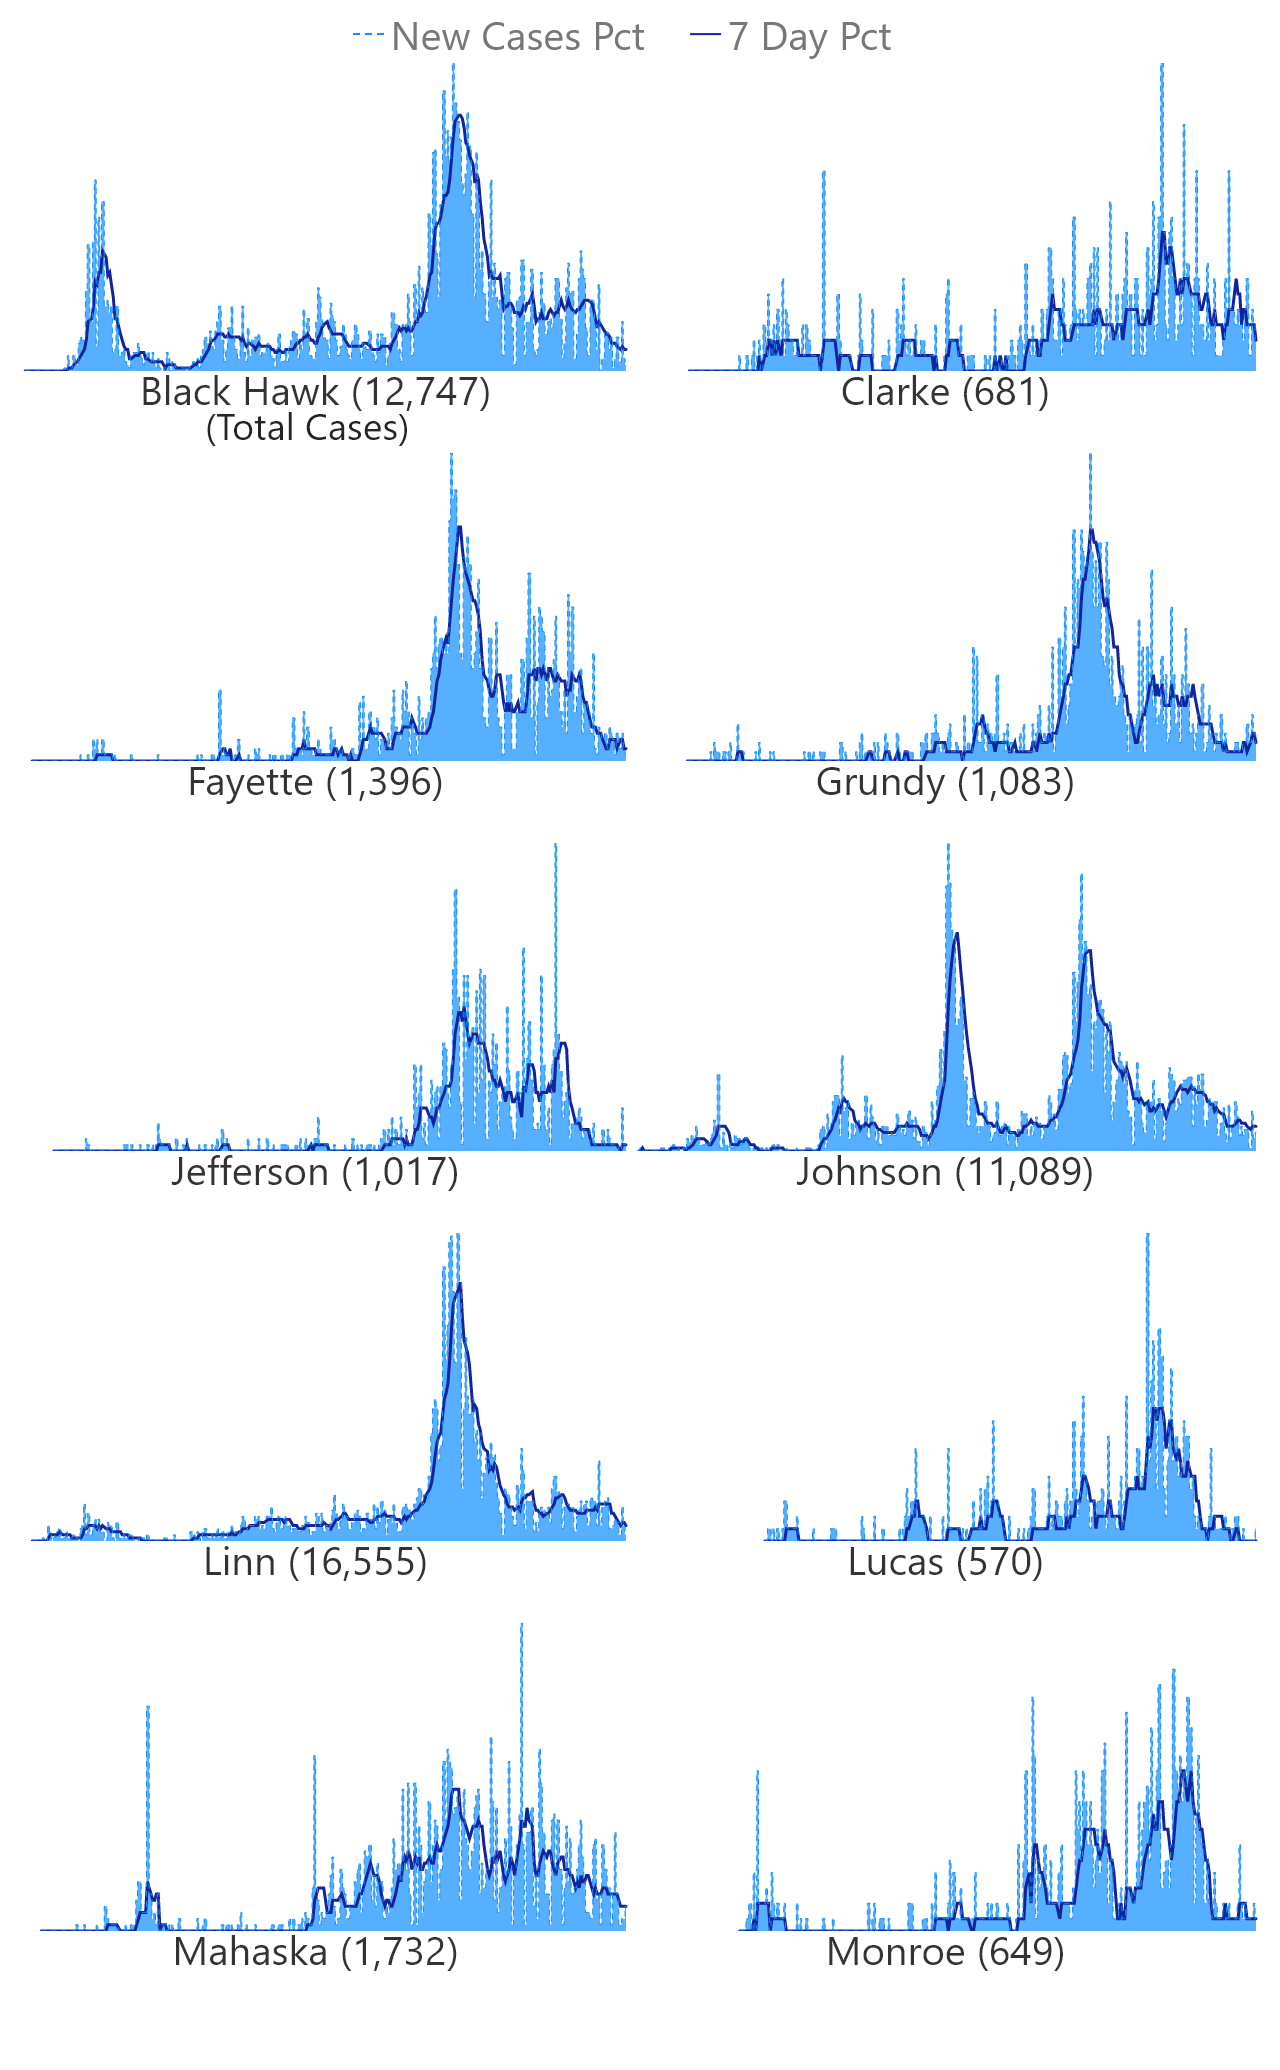 New Cases Pct 7 Day Pct
Black Hawk (12,747) Clarke (681)
(Total Cases)
Fayette (1,396) Grundy (1,083)
Jefferson (1,017) Johnson (11,089)
Linn (16,555) Lucas (570)
Mahaska (1,732) Monroe (649)